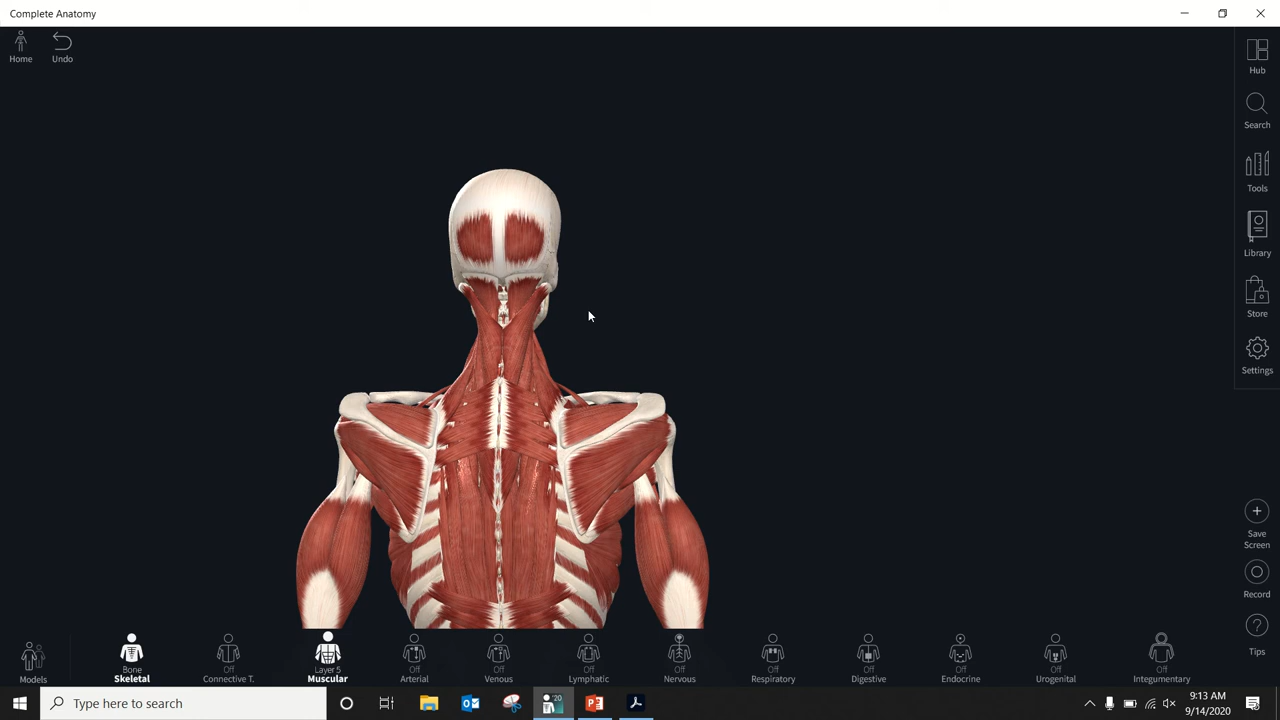 Complete Anatomy
Home
Undo
Hub
Search
Tools
Library
Store
Settings
Save
Screen
Record
Tips
Models
Bone
Skeletal
Off
Connective T.
Layer 5
Muscular
Off
Arterial
Off
Venous
Off
Lymphatic
Off
Nervous
Off
Respiratory
Off
Digestive
Off
Endocrine
Off
Urogenital
Off
Integumentary
Type here to search
'20
9:13 AM
9/14/2020